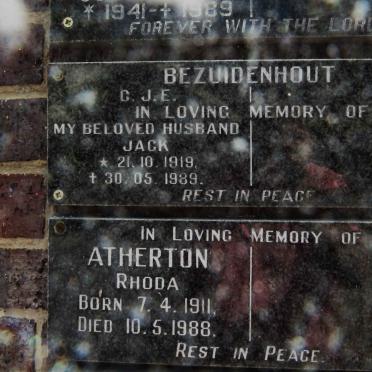 * 1941-✝ 1989
FOREVER WITH THE LORD
BEZUIDENHOUT
G. J. E.
IN LOVING MEMORY OF
MY BELOVED HUSBAND
JACK
* 21.10.1919.
✝ 30.05.1989.
REST IN PEACE
IN LOVING MEMORY OF
ATHERTON
RHODA
BORN 7.4.1911.
DIED 10.5.1988.
REST IN PEACE.